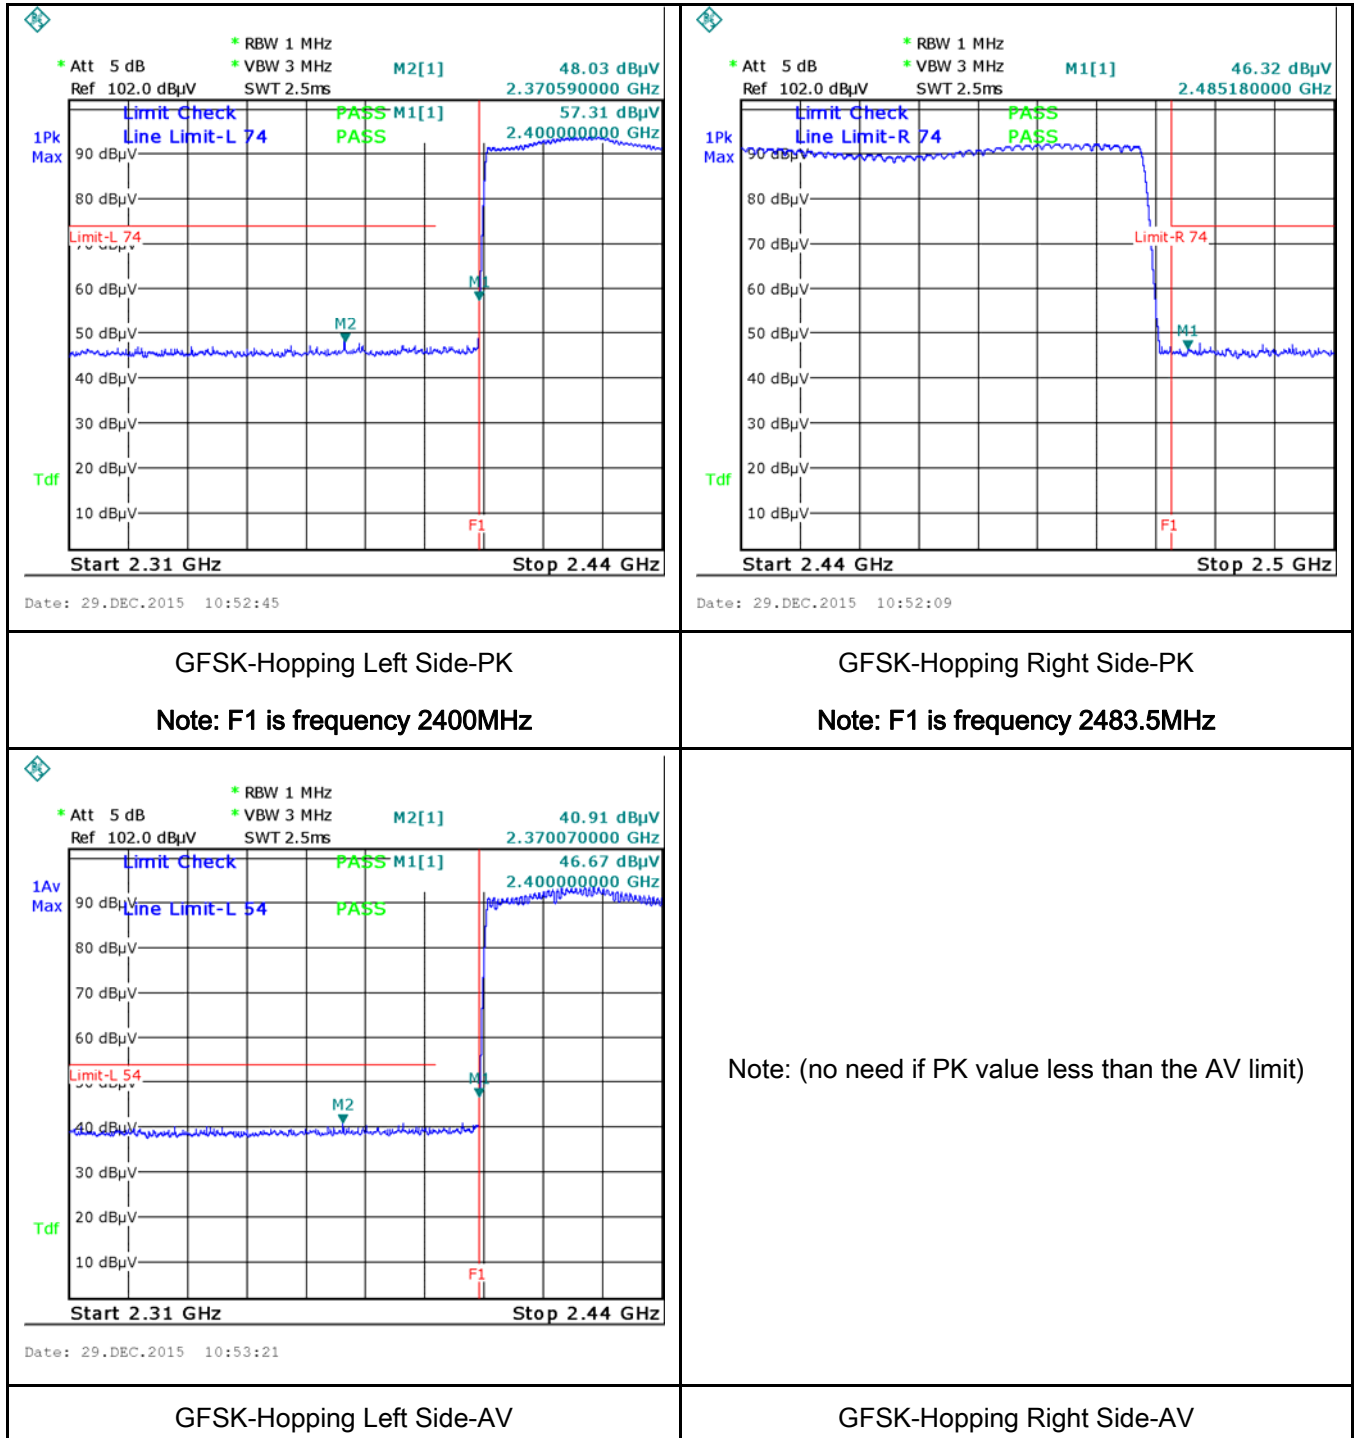 * RBW 1 MHz
* Att 5 dB * VBW 3 MHz M2[1] 48.03 dBµV
Ref 102.0 dBµV SWT 2.5ms 2.370590000 GHz
Limit Check PASS M1[1] 57.31 dBµV
1Pk Line Limit-L 74 PASS 2.400000000 GHz
Max 90 dBµV
80 dBµV
Limit-L 74
70 dBµV
60 dBµV M1
50 dBµV M2
40 dBµV
30 dBµV
20 dBµV
Tdf
10 dBµV
F1
Start 2.31 GHz Stop 2.44 GHz
Date: 29.DEC.2015 10:52:45
* RBW 1 MHz
* Att 5 dB * VBW 3 MHz M1[1] 46.32 dBµV
Ref 102.0 dBµV SWT 2.5ms 2.485180000 GHz
Limit Check PASS
1Pk Line Limit-R 74 PASS
Max 90 dBµV
80 dBµV
Limit-R 74
70 dBµV
60 dBµV
50 dBµV M1
40 dBµV
30 dBµV
20 dBµV
Tdf
10 dBµV
F1
Start 2.44 GHz Stop 2.5 GHz
Date: 29.DEC.2015 10:52:09
GFSK-Hopping Left Side-PK
Note: F1 is frequency 2400MHz
GFSK-Hopping Right Side-PK
Note: F1 is frequency 2483.5MHz
* RBW 1 MHz
* Att 5 dB * VBW 3 MHz M2[1] 40.91 dBµV
Ref 102.0 dBµV SWT 2.5ms 2.370070000 GHz
Limit Check PASS M1[1] 46.67 dBµV
1Av 2.400000000 GHz
Max 90 dBµV Line Limit-L 54 PASS
80 dBµV
70 dBµV
60 dBµV
Limit-L 54
50 dBµV M1
M2
40 dBµV
30 dBµV
20 dBµV
Tdf
10 dBµV
F1
Start 2.31 GHz Stop 2.44 GHz
Date: 29.DEC.2015 10:53:21
Note: (no need if PK value less than the AV limit)
GFSK-Hopping Left Side-AV
GFSK-Hopping Right Side-AV